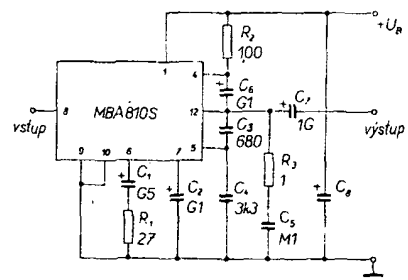 +U_B
R₂
100
1
4
+
C₆
G1
8
vstup
MBA810S
12
C₃
680
+
C₇
1G
výstup
5
9
10
6
7
+
C₁
G5
+
C₂
G1
C₄
3k3
R₃
1
+
C₈
R₁
27
C₅
M1